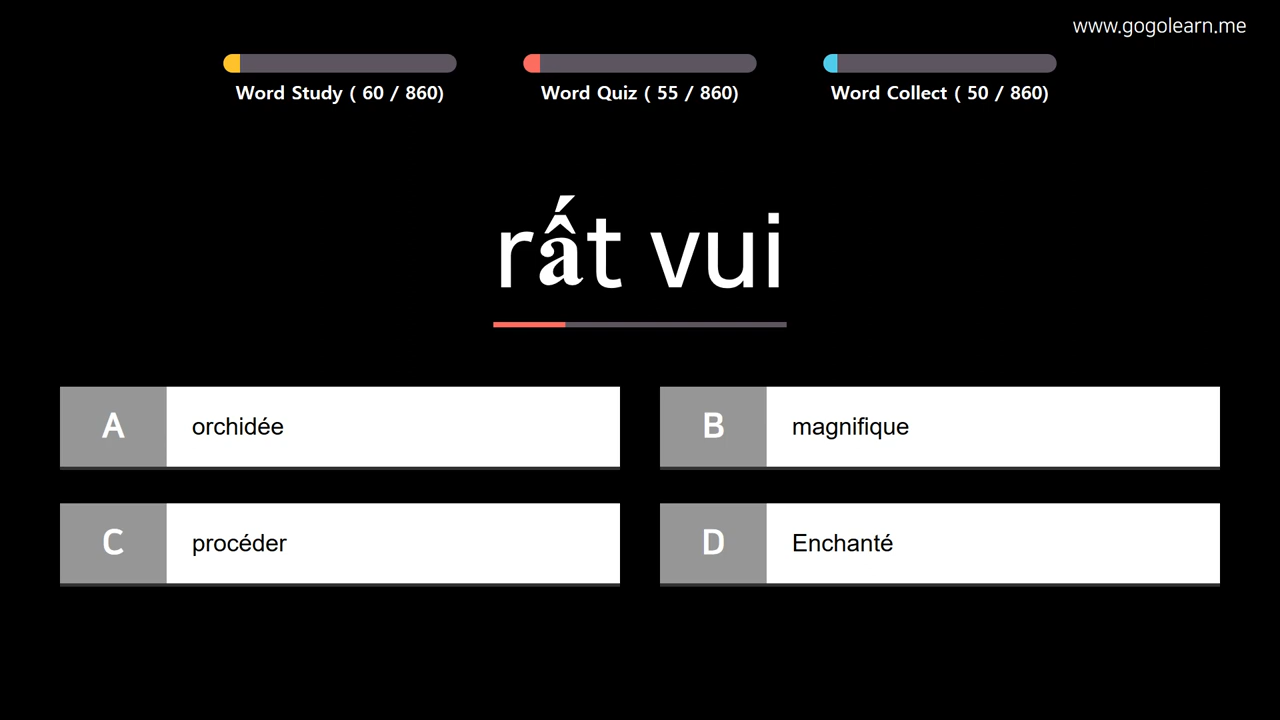 www.gogolearn.me
Word Study ( 60 / 860)
Word Quiz ( 55 / 860)
Word Collect ( 50 / 860)
rất vui
A orchidée
B magnifique
C procéder
D Enchanté